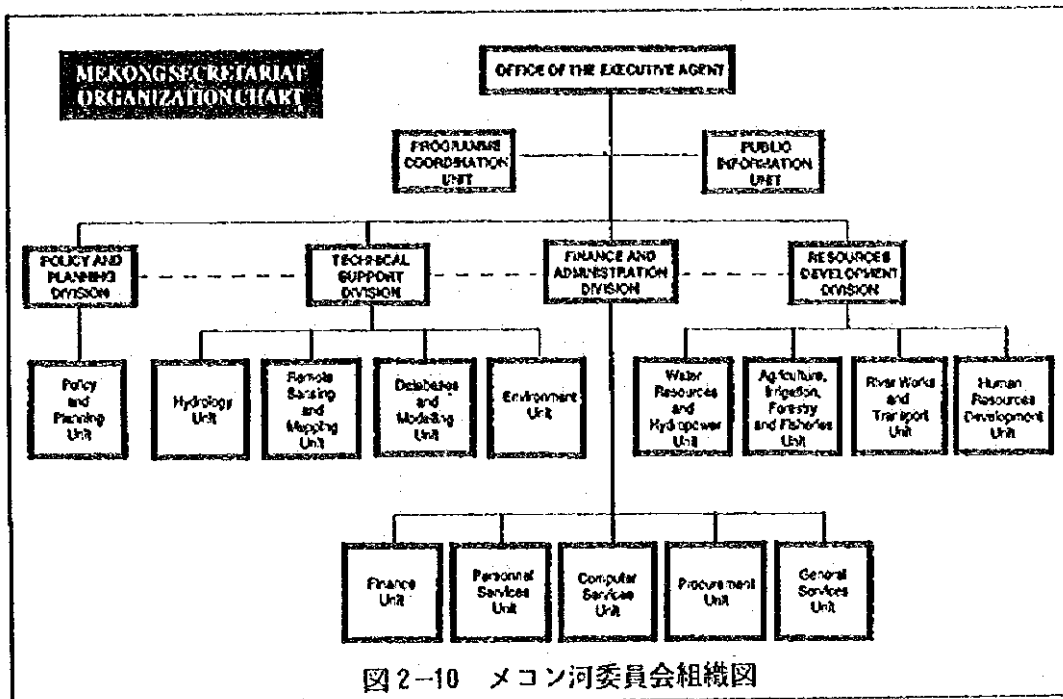 MEKONG SECRETARIAT
ORGANIZATION CHART
OFFICE OF THE EXECUTIVE AGENT
PROGRAMME
COORDINATION
UNIT
PUBLIC
INFORMATION
UNIT
POLICY AND
PLANNING
DIVISION
TECHNICAL
SUPPORT
DIVISION
FINANCE AND
ADMINISTRATION
DIVISION
RESOURCES
DEVELOPMENT
DIVISION
Policy
and
Planning
Unit
Hydrology
Unit
Remote
Sensing
and
Mapping
Unit
Databases
and
Modelling
Unit
Environment
Unit
Water
Resources
and
Hydropower
Unit
Agriculture,
Irrigation,
Forestry
and Fisheries
Unit
River Works
and
Transport
Unit
Human
Resources
Development
Unit
Finance
Unit
Personnel
Services
Unit
Computer
Services
Unit
Procurement
Unit
General
Services
Unit
図2-10 メコン河委員会組織図